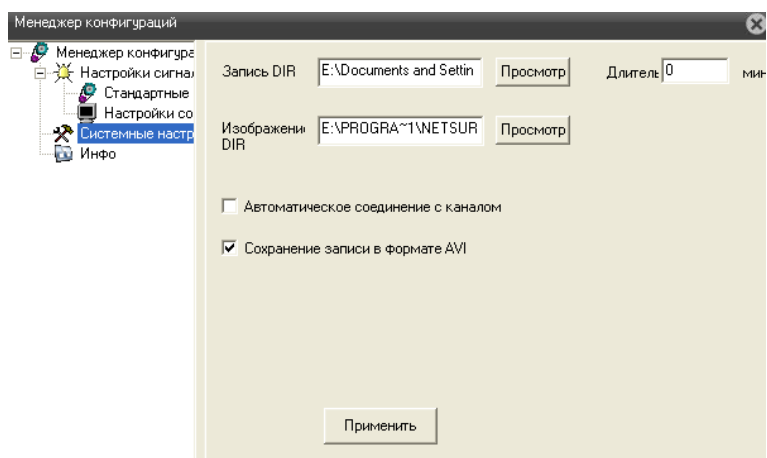 Менеджер конфигураций
Менеджер конфигура
Настройки сигнал
Стандартные
Настройки со
Системные настр
Инфо
Запись DIR E:\Documents and Settin Просмотр Длитель 0 мин
Изображени E:\PROGRA~1\NETSUR Просмотр
DIR
Автоматическое соединение с каналом
Сохранение записи в формате AVI
Применить